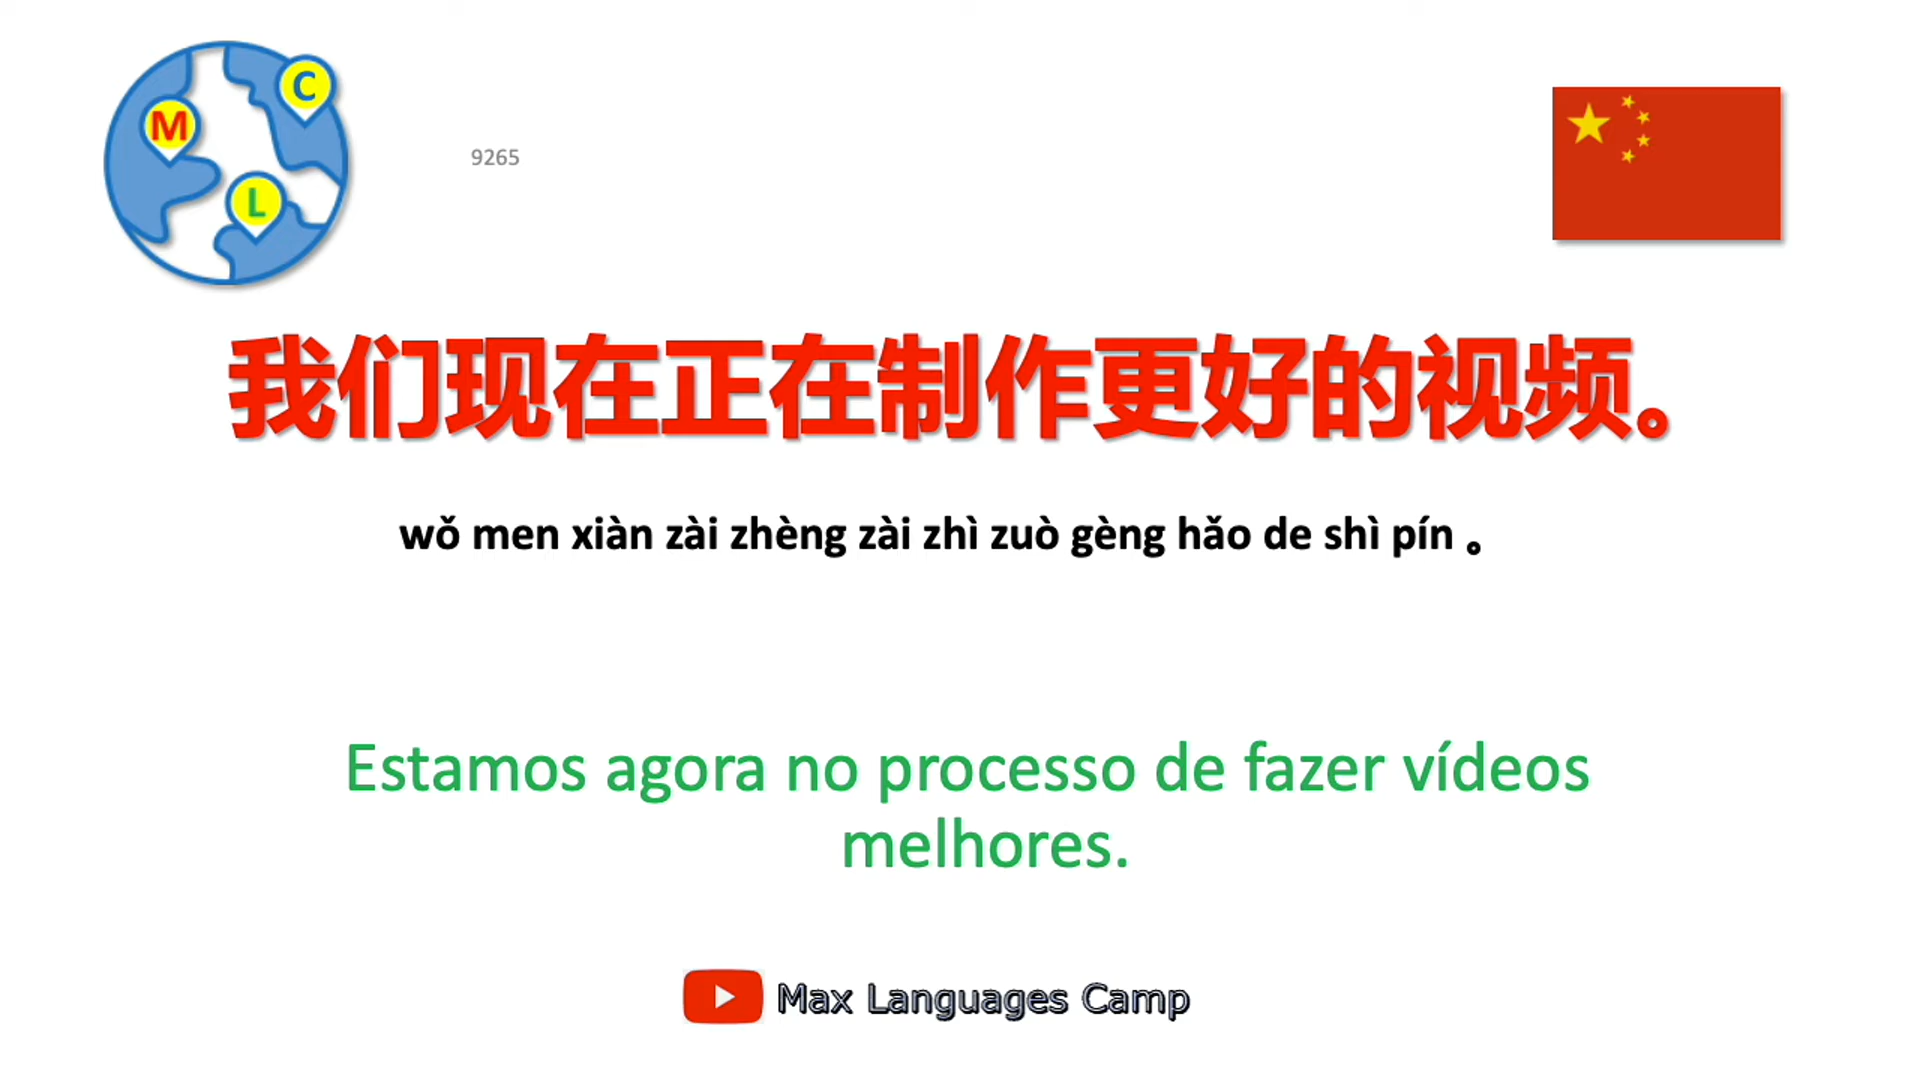 M
C
L
9265
我们现在正在制作更好的视频。
wǒ men xiàn zài zhèng zài zhì zuò gèng hǎo de shì pín 。
Estamos agora no processo de fazer vídeos
melhores.
Max Languages Camp